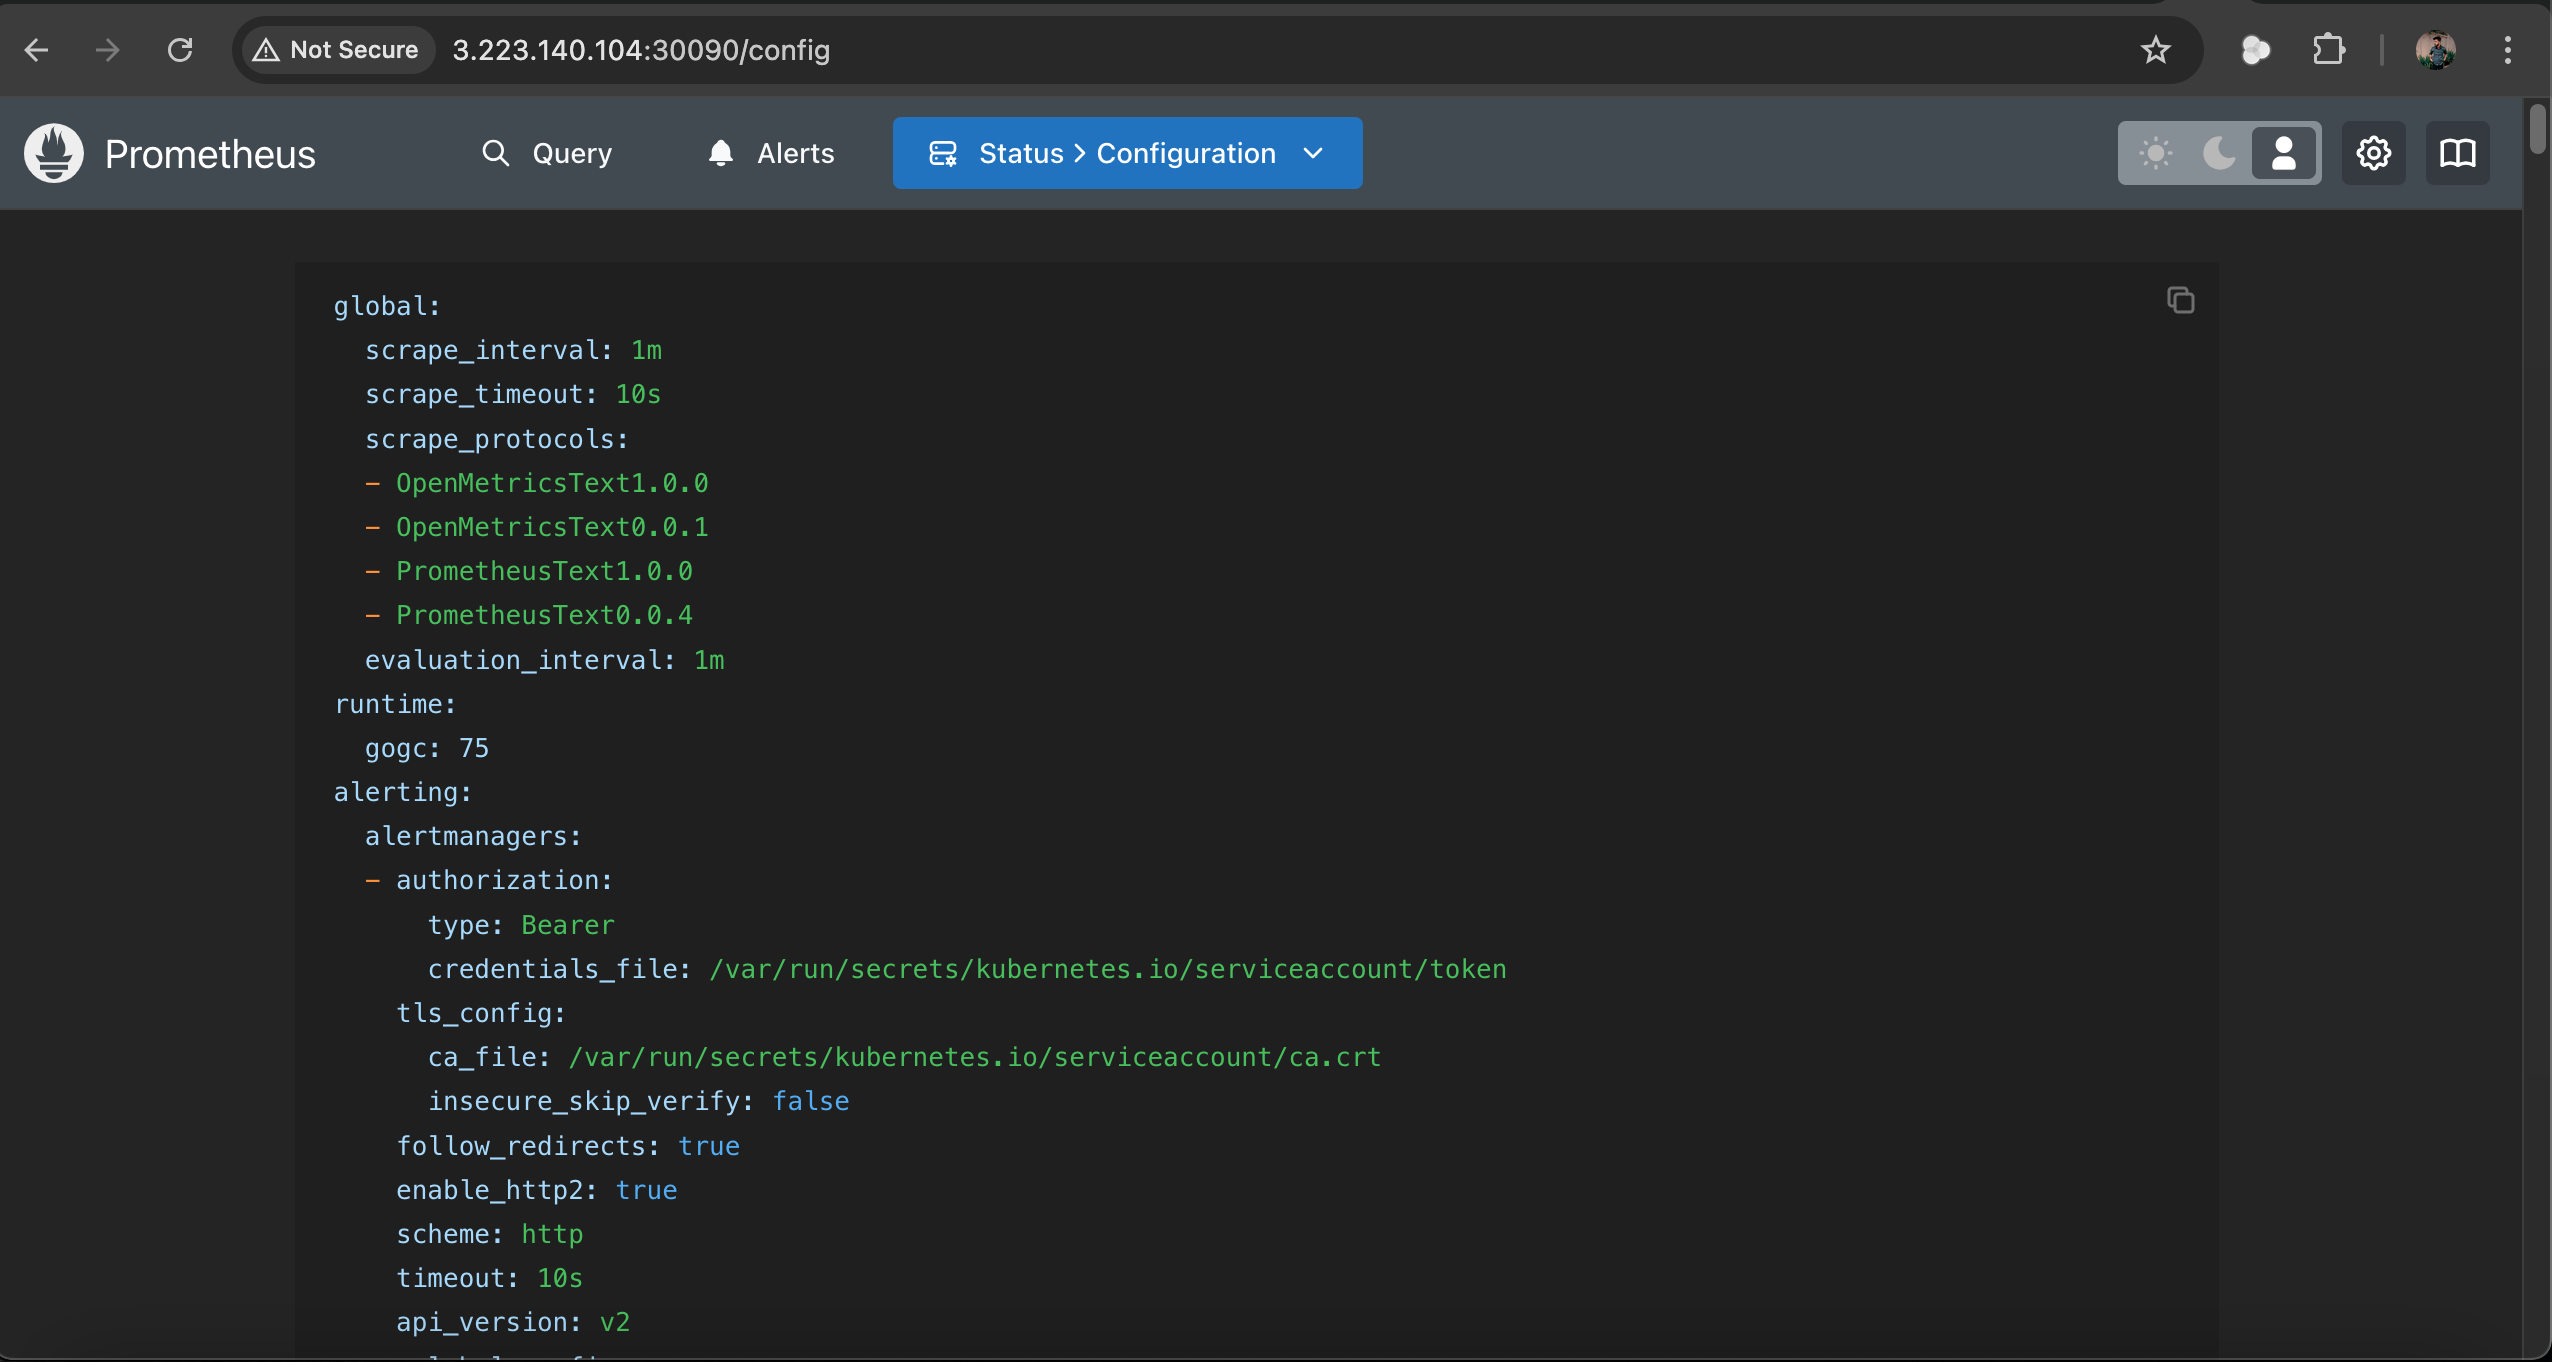 Not Secure 3.223.140.104:30090/config
Prometheus Query Alerts Status > Configuration
global:
  scrape_interval: 1m
  scrape_timeout: 10s
  scrape_protocols:
  - OpenMetricsText1.0.0
  - OpenMetricsText0.0.1
  - PrometheusText1.0.0
  - PrometheusText0.0.4
  evaluation_interval: 1m
runtime:
  gogc: 75
alerting:
  alertmanagers:
  - authorization:
      type: Bearer
      credentials_file: /var/run/secrets/kubernetes.io/serviceaccount/token
    tls_config:
      ca_file: /var/run/secrets/kubernetes.io/serviceaccount/ca.crt
      insecure_skip_verify: false
    follow_redirects: true
    enable_http2: true
    scheme: http
    timeout: 10s
    api_version: v2